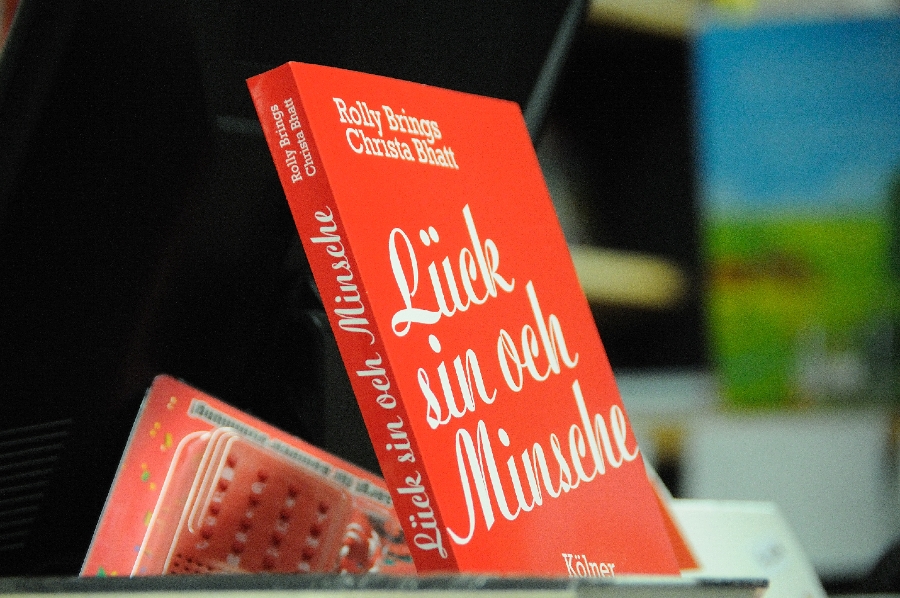 Rolly Brings
Christa Bhatt
Lück sin och Minsche
Rolly Brings
Christa Bhatt
Lück
sin och
Minsche
Kölner